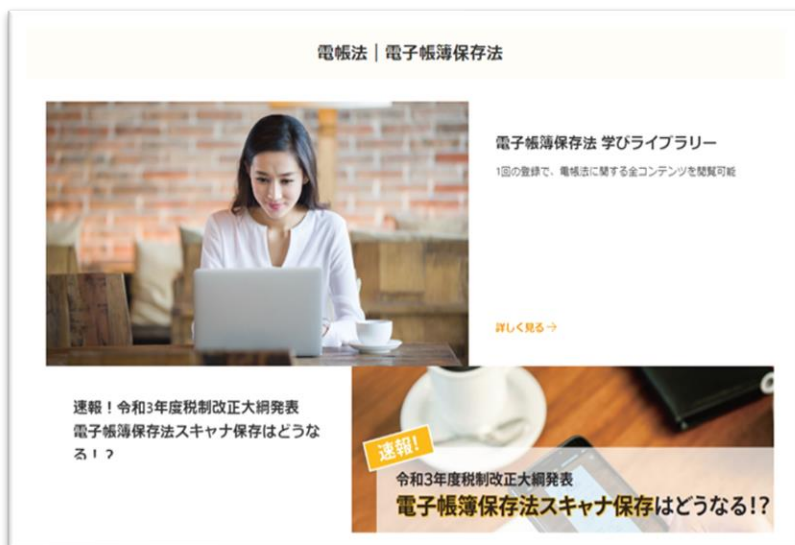 電帳法｜電子帳簿保存法
電子帳簿保存法 学びライブラリー
1回の登録で、電帳法に関する全コンテンツを閲覧可能
詳しく見る→
速報！令和3年度税制改正大綱発表
電子帳簿保存法スキャナ保存はどうな
る！？
速報!
令和3年度税制改正大綱発表
電子帳簿保存法スキャナ保存はどうなる!?